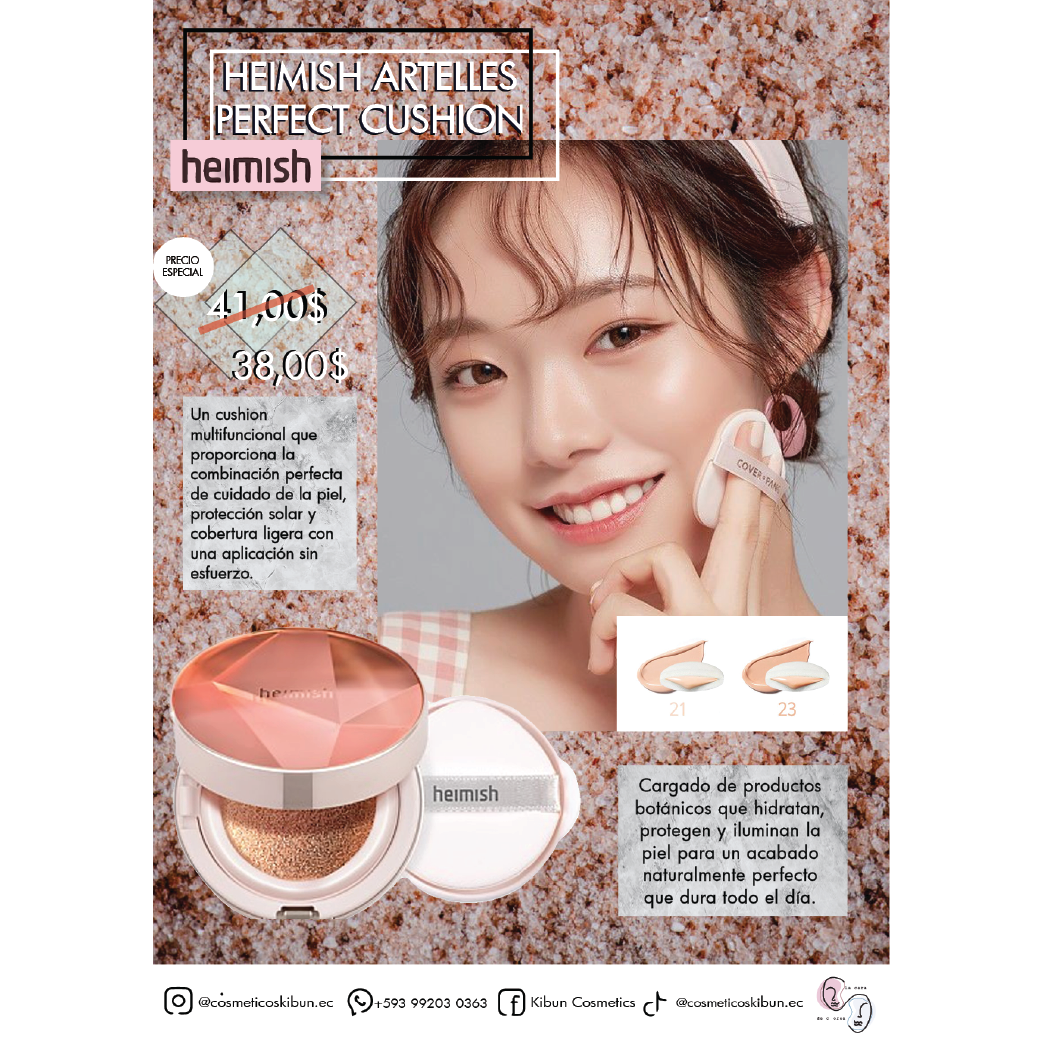 HEIMISH ARTELLES
PERFECT CUSHION
heimish
PRECIO
ESPECIAL
41,00$
38,00$
Un cushion
multifuncional que
proporciona la
combinación perfecta
de cuidado de la piel,
protección solar y
cobertura ligera con
una aplicación sin
esfuerzo.
heimish
heimish
21
23
Cargado de productos
botánicos que hidratan,
protegen y iluminan la
piel para un acabado
naturalmente perfecto
que dura todo el día.
@cosmeticoskibun.ec
+593 99203 0363
Kibun Cosmetics
@cosmeticoskibun.ec